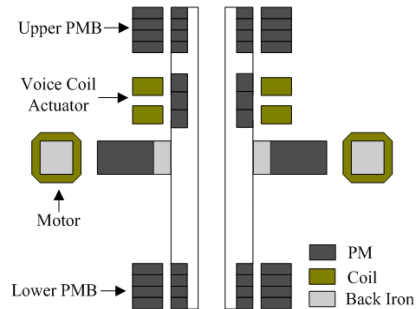 Upper PMB
Voice Coil
Actuator
Motor
Lower PMB
PM
Coil
Back Iron